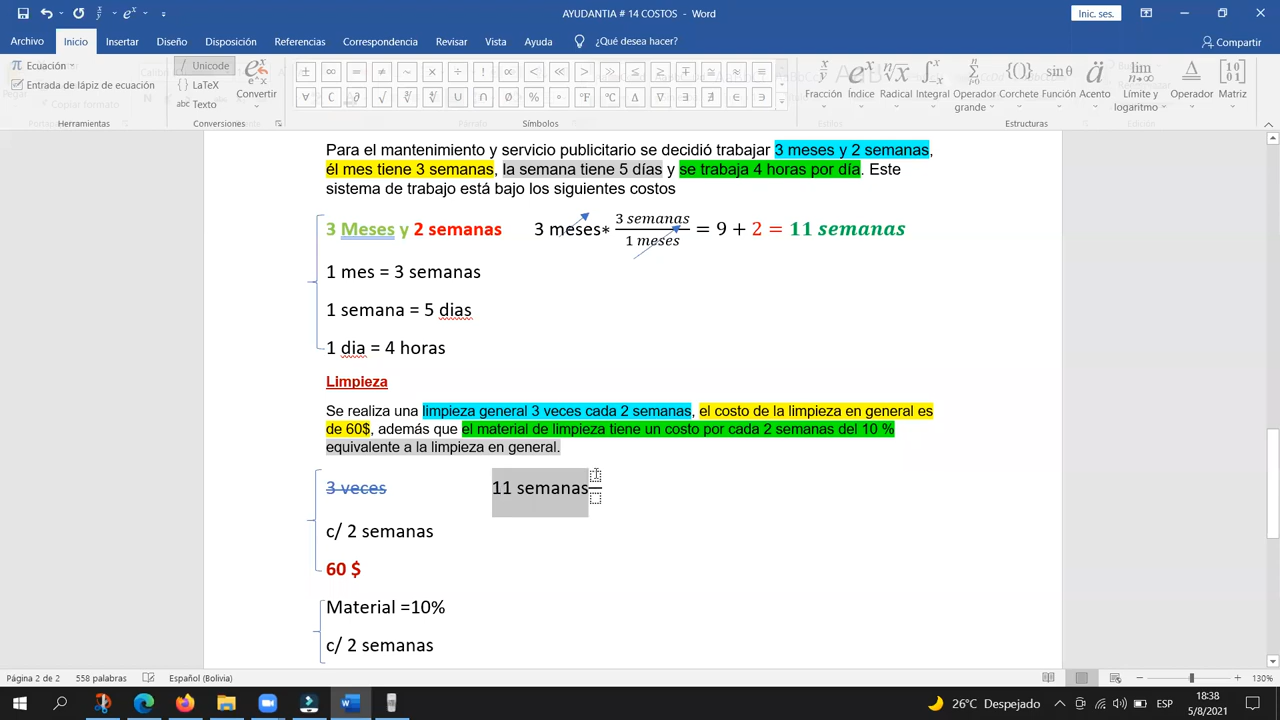 AYUDANTIA # 14 COSTOS - Word
Inic. ses.
Archivo Inicio Insertar Diseño Disposición Referencias Correspondencia Revisar Vista Ayuda ¿Qué desea hacer? Compartir
Ecuación Unicode
Entrada de lápiz de ecuación LaTeX Convertir
Copiar formato Texto
Fracción Índice Radical Integral Operador grande Corchete Función Acento Límite y logaritmo Operador Matriz
Herramientas Conversiones Símbolos Estructuras
Para el mantenimiento y servicio publicitario se decidió trabajar 3 meses y 2 semanas,
él mes tiene 3 semanas, la semana tiene 5 días y se trabaja 4 horas por día. Este
sistema de trabajo está bajo los siguientes costos
3 Meses y 2 semanas 3 meses* 3 semanas / 1 meses = 9 + 2 = 11 semanas
1 mes = 3 semanas
1 semana = 5 dias
1 dia = 4 horas
Limpieza
Se realiza una limpieza general 3 veces cada 2 semanas, el costo de la limpieza en general es
de 60$, además que el material de limpieza tiene un costo por cada 2 semanas del 10 %
equivalente a la limpieza en general.
3 veces 11 semanas
c/ 2 semanas
60 $
Material =10%
c/ 2 semanas
Página 2 de 2 558 palabras Español (Bolivia) 130%
26°C Despejado ESP 18:38
5/8/2021